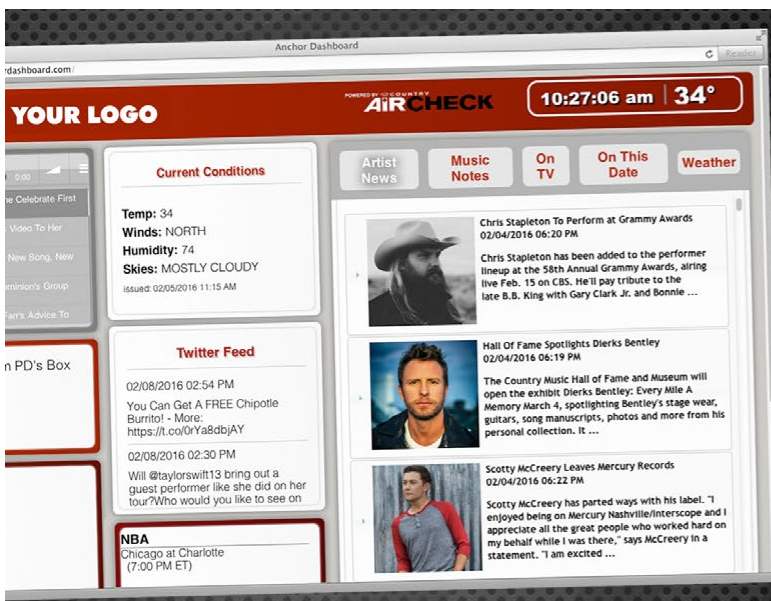 Anchor Dashboard
rdashboard.com/
Reader
YOUR LOGO
POWERED BY COUNTRY
AIRCHECK
10:27:06 am | 34°
0:00
ne Celebrate First
Video To Her
New Song, New
ominion's Group
Farr's Advice To
m PD's Box
Current Conditions
Temp: 34
Winds: NORTH
Humidity: 74
Skies: MOSTLY CLOUDY
issued: 02/05/2016 11:15 AM
Twitter Feed
02/08/2016 02:54 PM
You Can Get A FREE Chipotle
Burrito! - More:
https://t.co/0rYa8dbjAY
02/08/2016 02:30 PM
Will @taylorswift13 bring out a
guest performer like she did on her
tour?Who would you like to see on
NBA
Chicago at Charlotte
(7:00 PM ET)
Artist
News
Music
Notes
On
TV
On This
Date
Weather
Chris Stapleton To Perform at Grammy Awards
02/04/2016 06:20 PM
Chris Stapleton has been added to the performer
lineup at the 58th Annual Grammy Awards, airing
live Feb. 15 on CBS. He'll pay tribute to the
late B.B. King with Gary Clark Jr. and Bonnie ...
Hall Of Fame Spotlights Dierks Bentley
02/04/2016 06:19 PM
The Country Music Hall of Fame and Museum will
open the exhibit Dierks Bentley: Every Mile A
Memory March 4, spotlighting Bentley's stage wear,
guitars, song manuscripts, photos and more from his
personal collection. It ...
Scotty McCreery Leaves Mercury Records
02/04/2016 06:22 PM
Scotty McCreery has parted ways with his label. "I
enjoyed being on Mercury Nashville/Interscope and I
appreciate all the great people who worked hard on
my behalf while I was there," says McCreery in a
statement. "I am excited ...